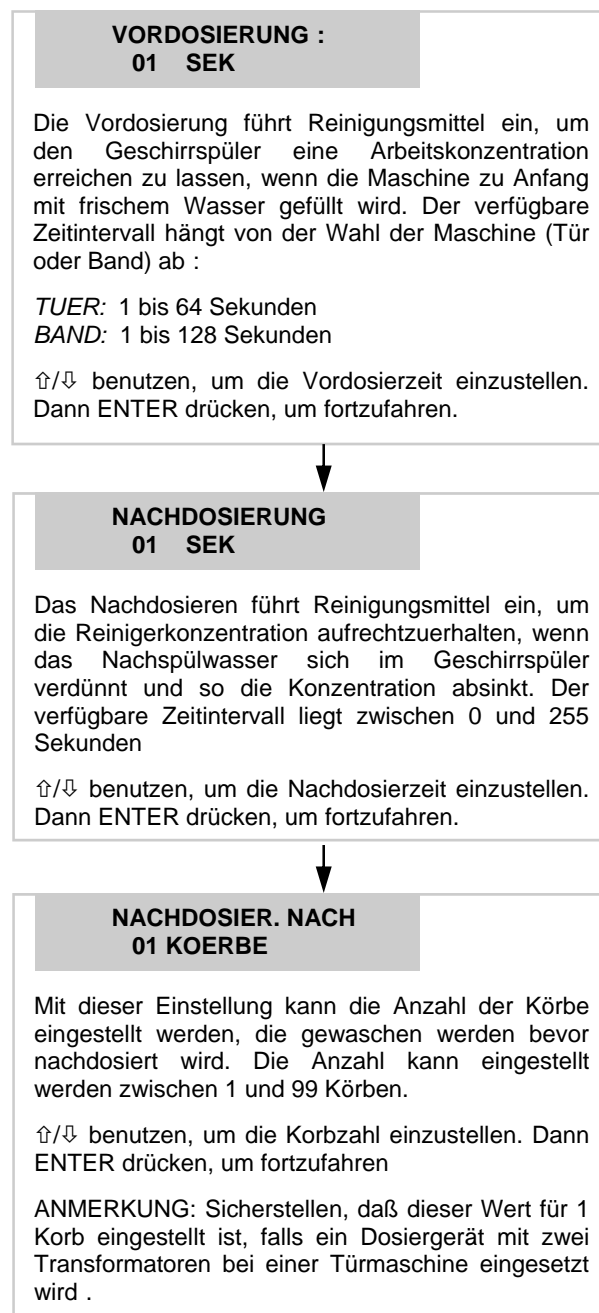 VORDOSIERUNG :
01 SEK
Die Vordosierung führt Reinigungsmittel ein, um
den Geschirrspüler eine Arbeitskonzentration
erreichen zu lassen, wenn die Maschine zu Anfang
mit frischem Wasser gefüllt wird. Der verfügbare
Zeitintervall hängt von der Wahl der Maschine (Tür
oder Band) ab :
TUER: 1 bis 64 Sekunden
BAND: 1 bis 128 Sekunden
⇧/⇩ benutzen, um die Vordosierzeit einzustellen.
Dann ENTER drücken, um fortzufahren.
NACHDOSIERUNG
01 SEK
Das Nachdosieren führt Reinigungsmittel ein, um
die Reinigerkonzentration aufrechtzuerhalten, wenn
das Nachspülwasser sich im Geschirrspüler
verdünnt und so die Konzentration absinkt. Der
verfügbare Zeitintervall liegt zwischen 0 und 255
Sekunden
⇧/⇩ benutzen, um die Nachdosierzeit einzustellen.
Dann ENTER drücken, um fortzufahren.
NACHDOSIER. NACH
01 KOERBE
Mit dieser Einstellung kann die Anzahl der Körbe
eingestellt werden, die gewaschen werden bevor
nachdosiert wird. Die Anzahl kann eingestellt
werden zwischen 1 und 99 Körben.
⇧/⇩ benutzen, um die Korbzahl einzustellen. Dann
ENTER drücken, um fortzufahren
ANMERKUNG: Sicherstellen, daß dieser Wert für 1
Korb eingestellt ist, falls ein Dosiergerät mit zwei
Transformatoren bei einer Türmaschine eingesetzt
wird .